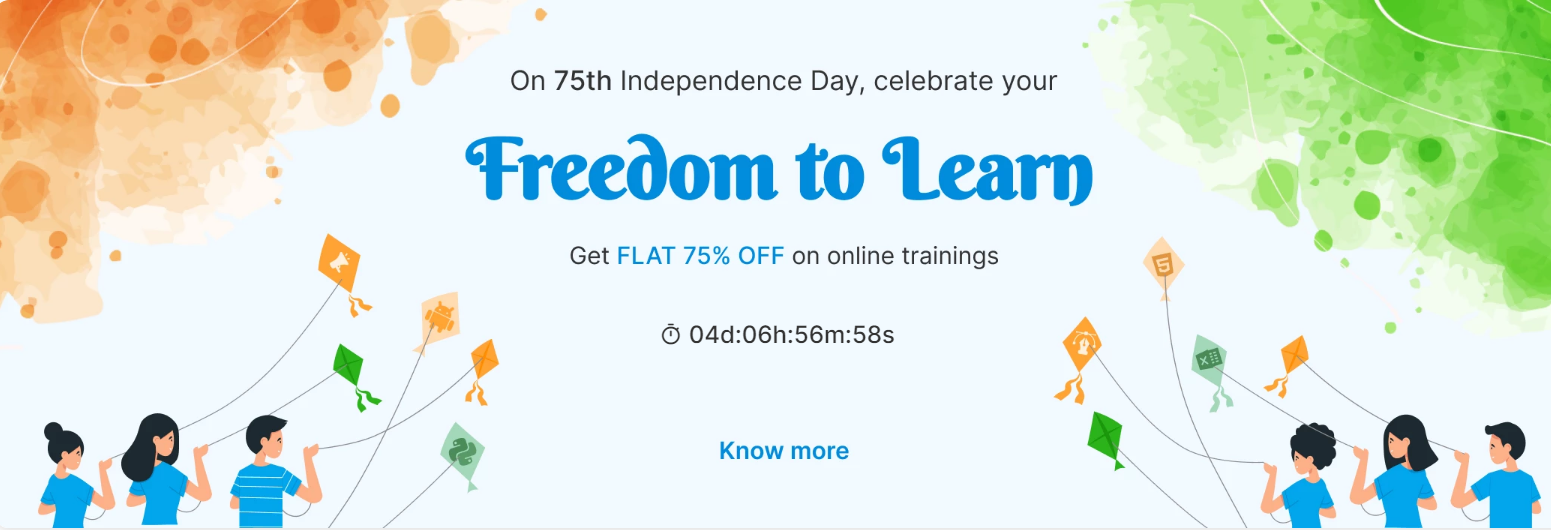 On 75th Independence Day, celebrate your
Freedom to Learn
Get FLAT 75% OFF on online trainings
04d:06h:56m:58s
Know more